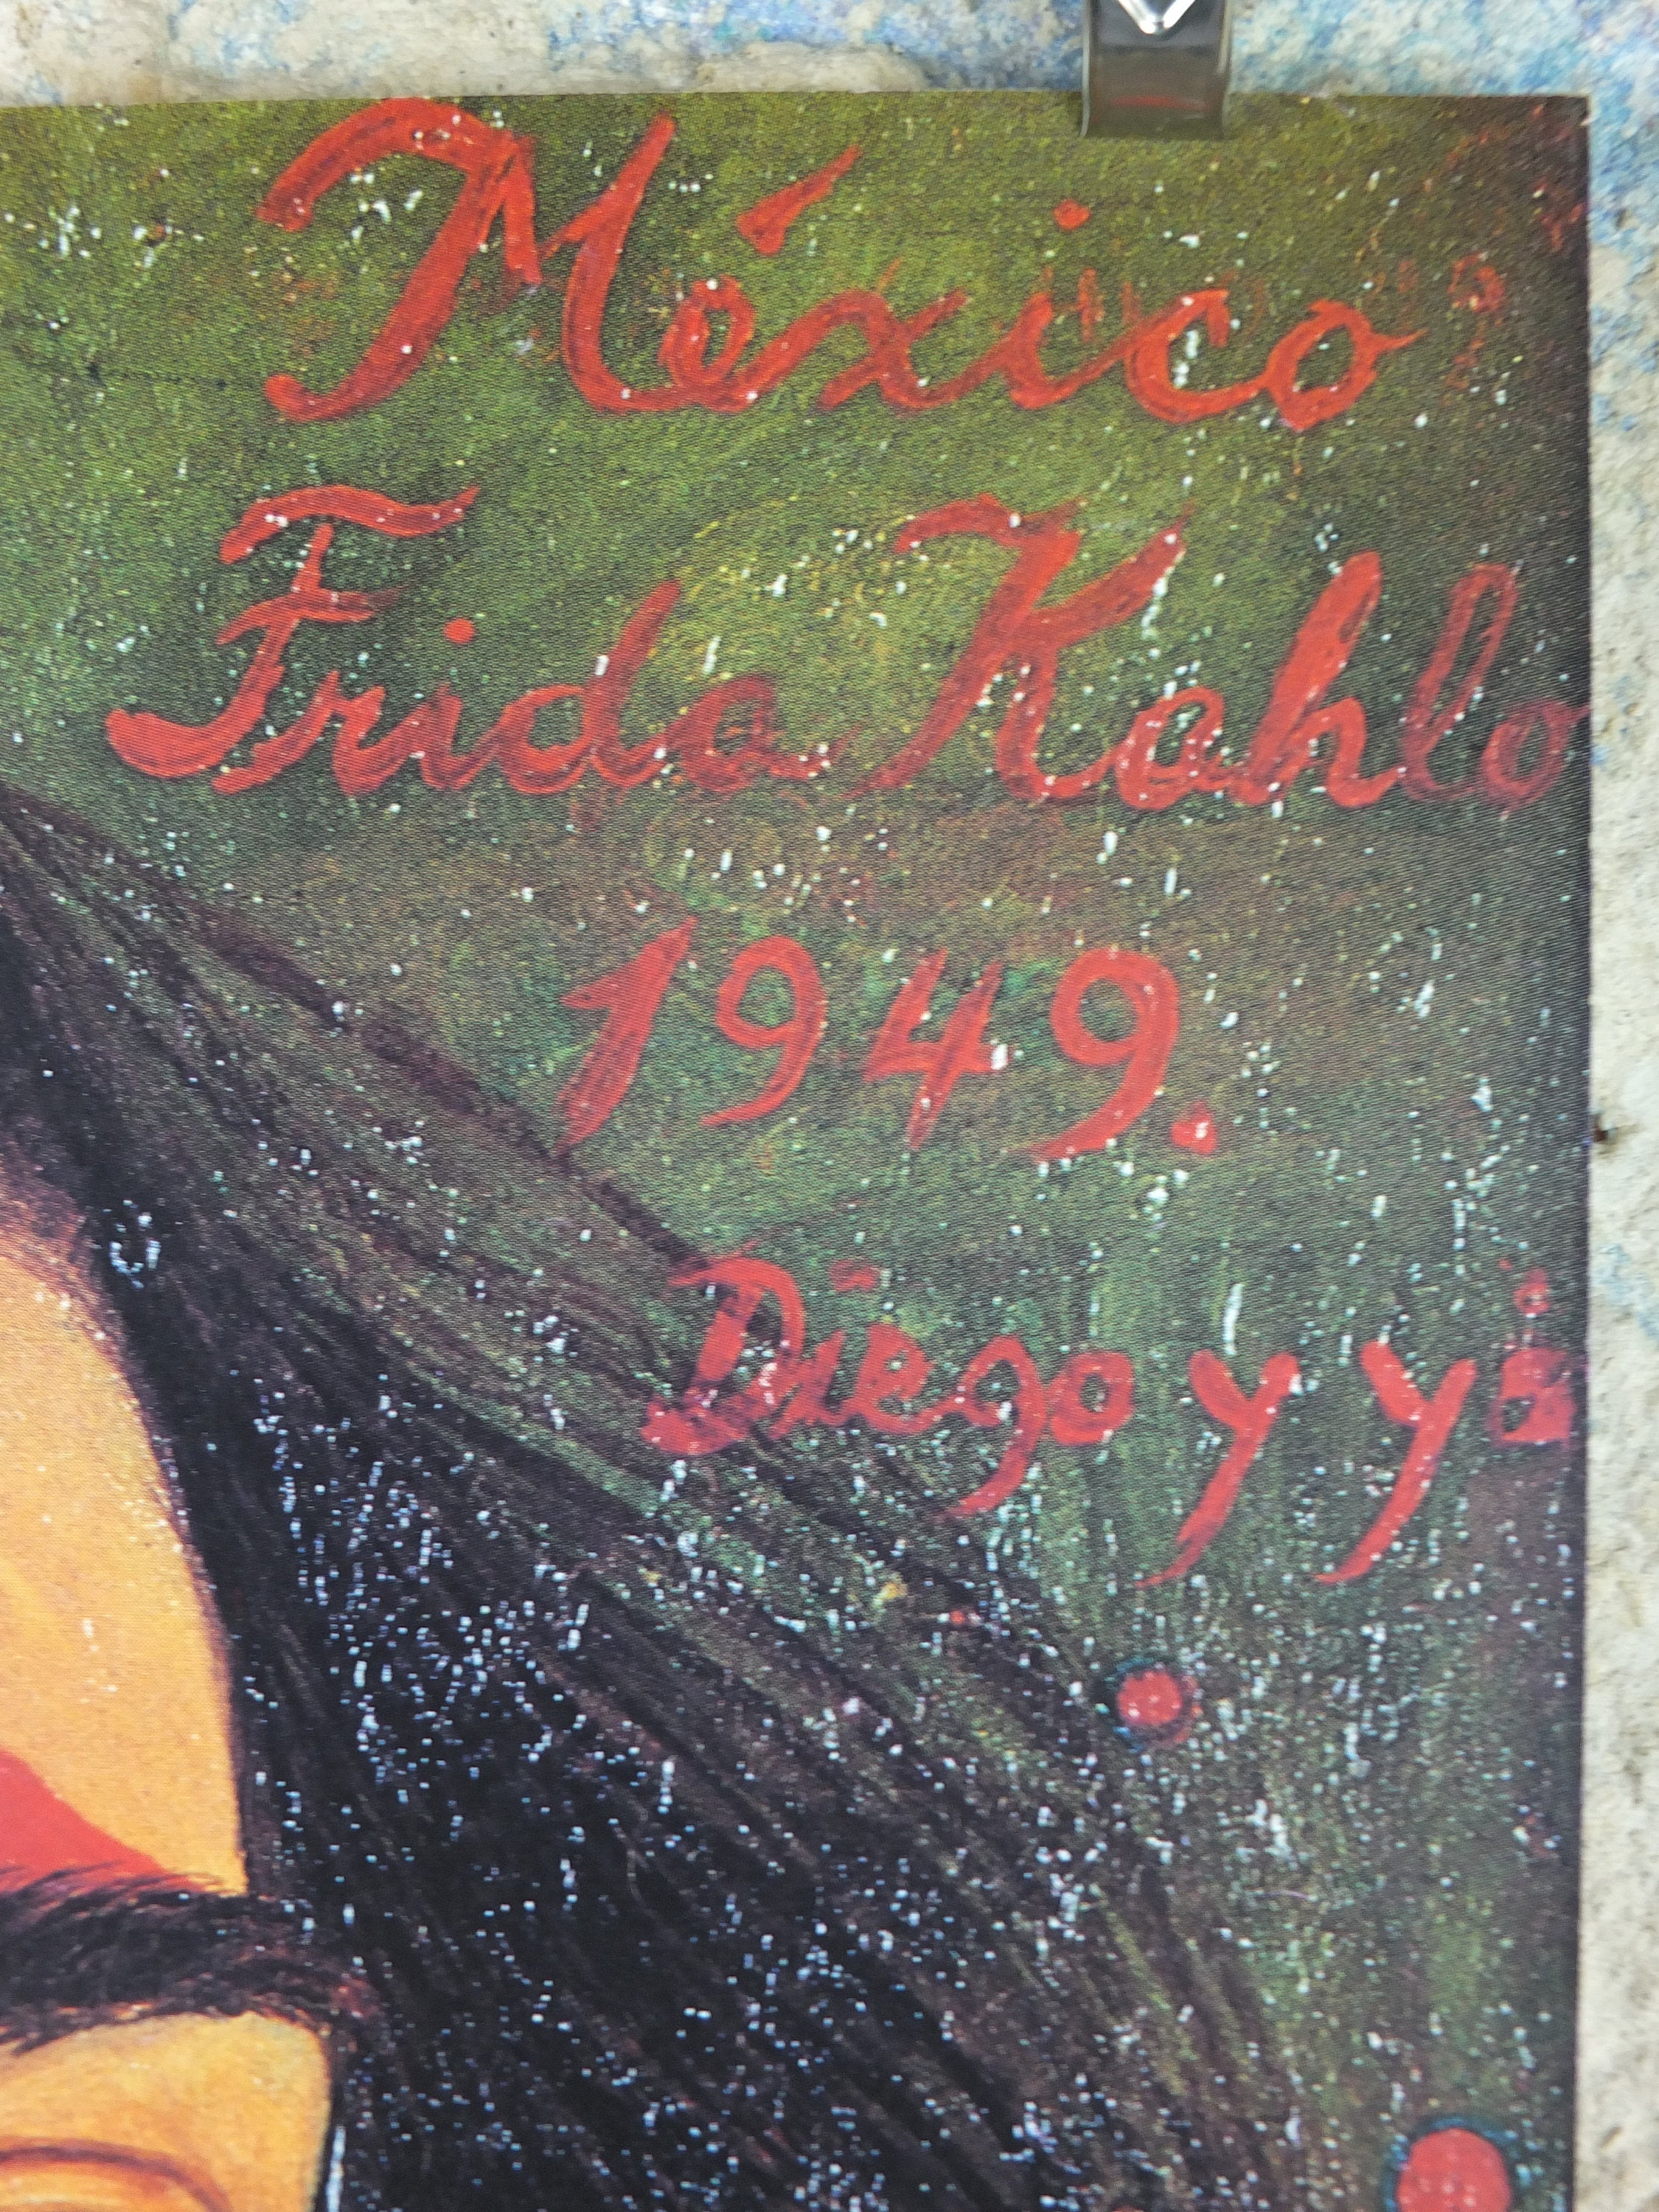 México
Frida Kahlo
1949.
Diego y yo